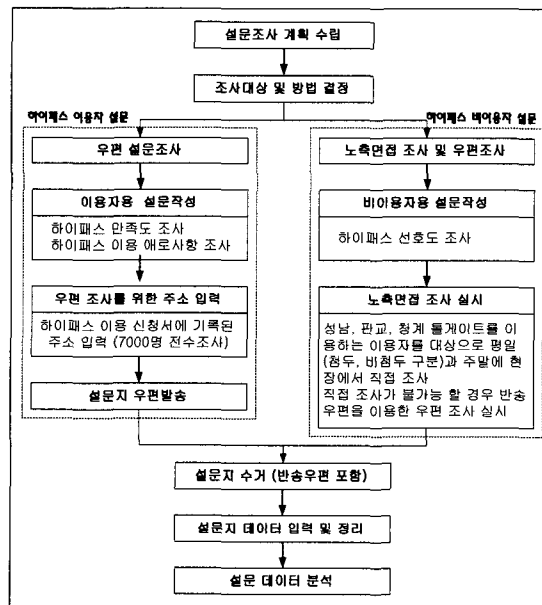 설문조사 계획 수립
조사대상 및 방법 결정
하이패스 이용자 설문
우편 설문조사
이용자용 설문작성
하이패스 만족도 조사
하이패스 이용 애로사항 조사
우편 조사를 위한 주소 입력
하이패스 이용 신청서에 기록된
주소 입력 (7000명 전수조사)
설문지 우편발송
하이패스 비이용자 설문
노측면접 조사 및 우편조사
비이용자용 설문작성
하이패스 선호도 조사
노측면접 조사 실시
성남, 판교, 청계 톨게이트를 이
용하는 이용자를 대상으로 평일
(첨두, 비첨두 구분)과 주말에 현
장에서 직접 조사
직접 조사가 불가능 할 경우 반송
우편을 이용한 우편 조사 실시
설문지 수거 (반송우편 포함)
설문지 데이터 입력 및 정리
설문 데이터 분석